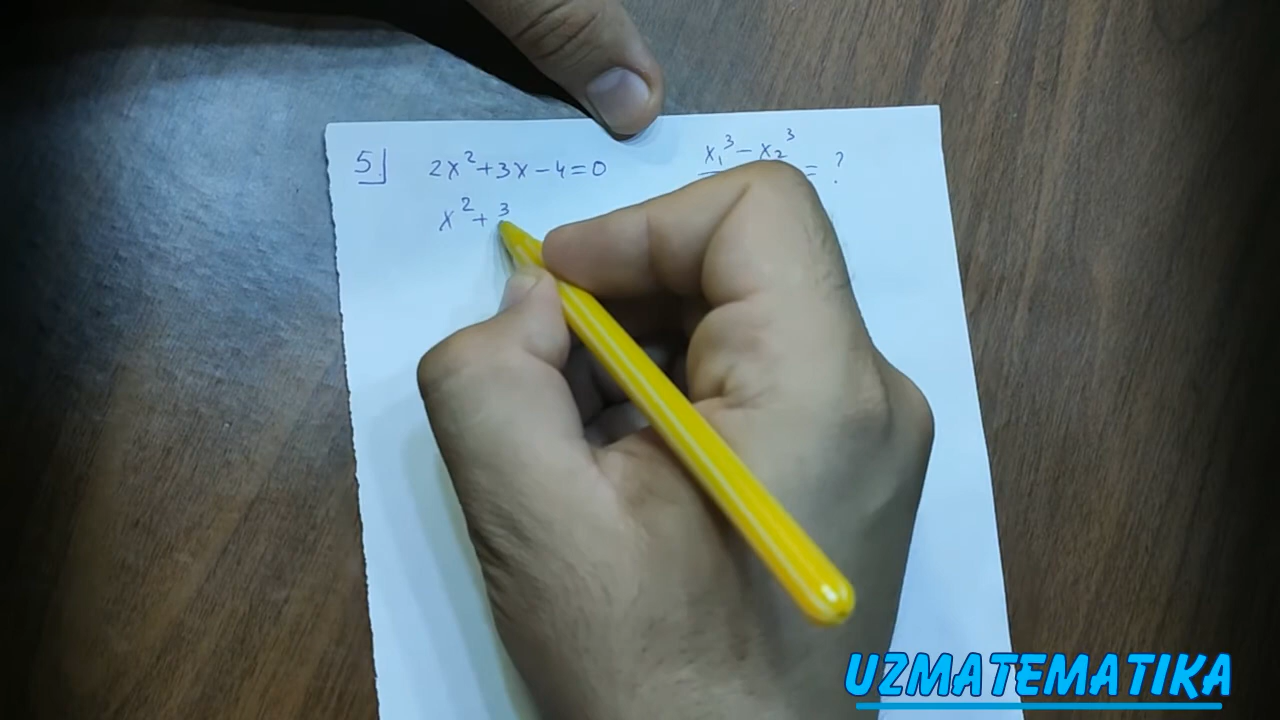 5] 2x²+3x-4=0 x₁³-x₂³ = ?
x²+ 3
UZMATEMATIKA